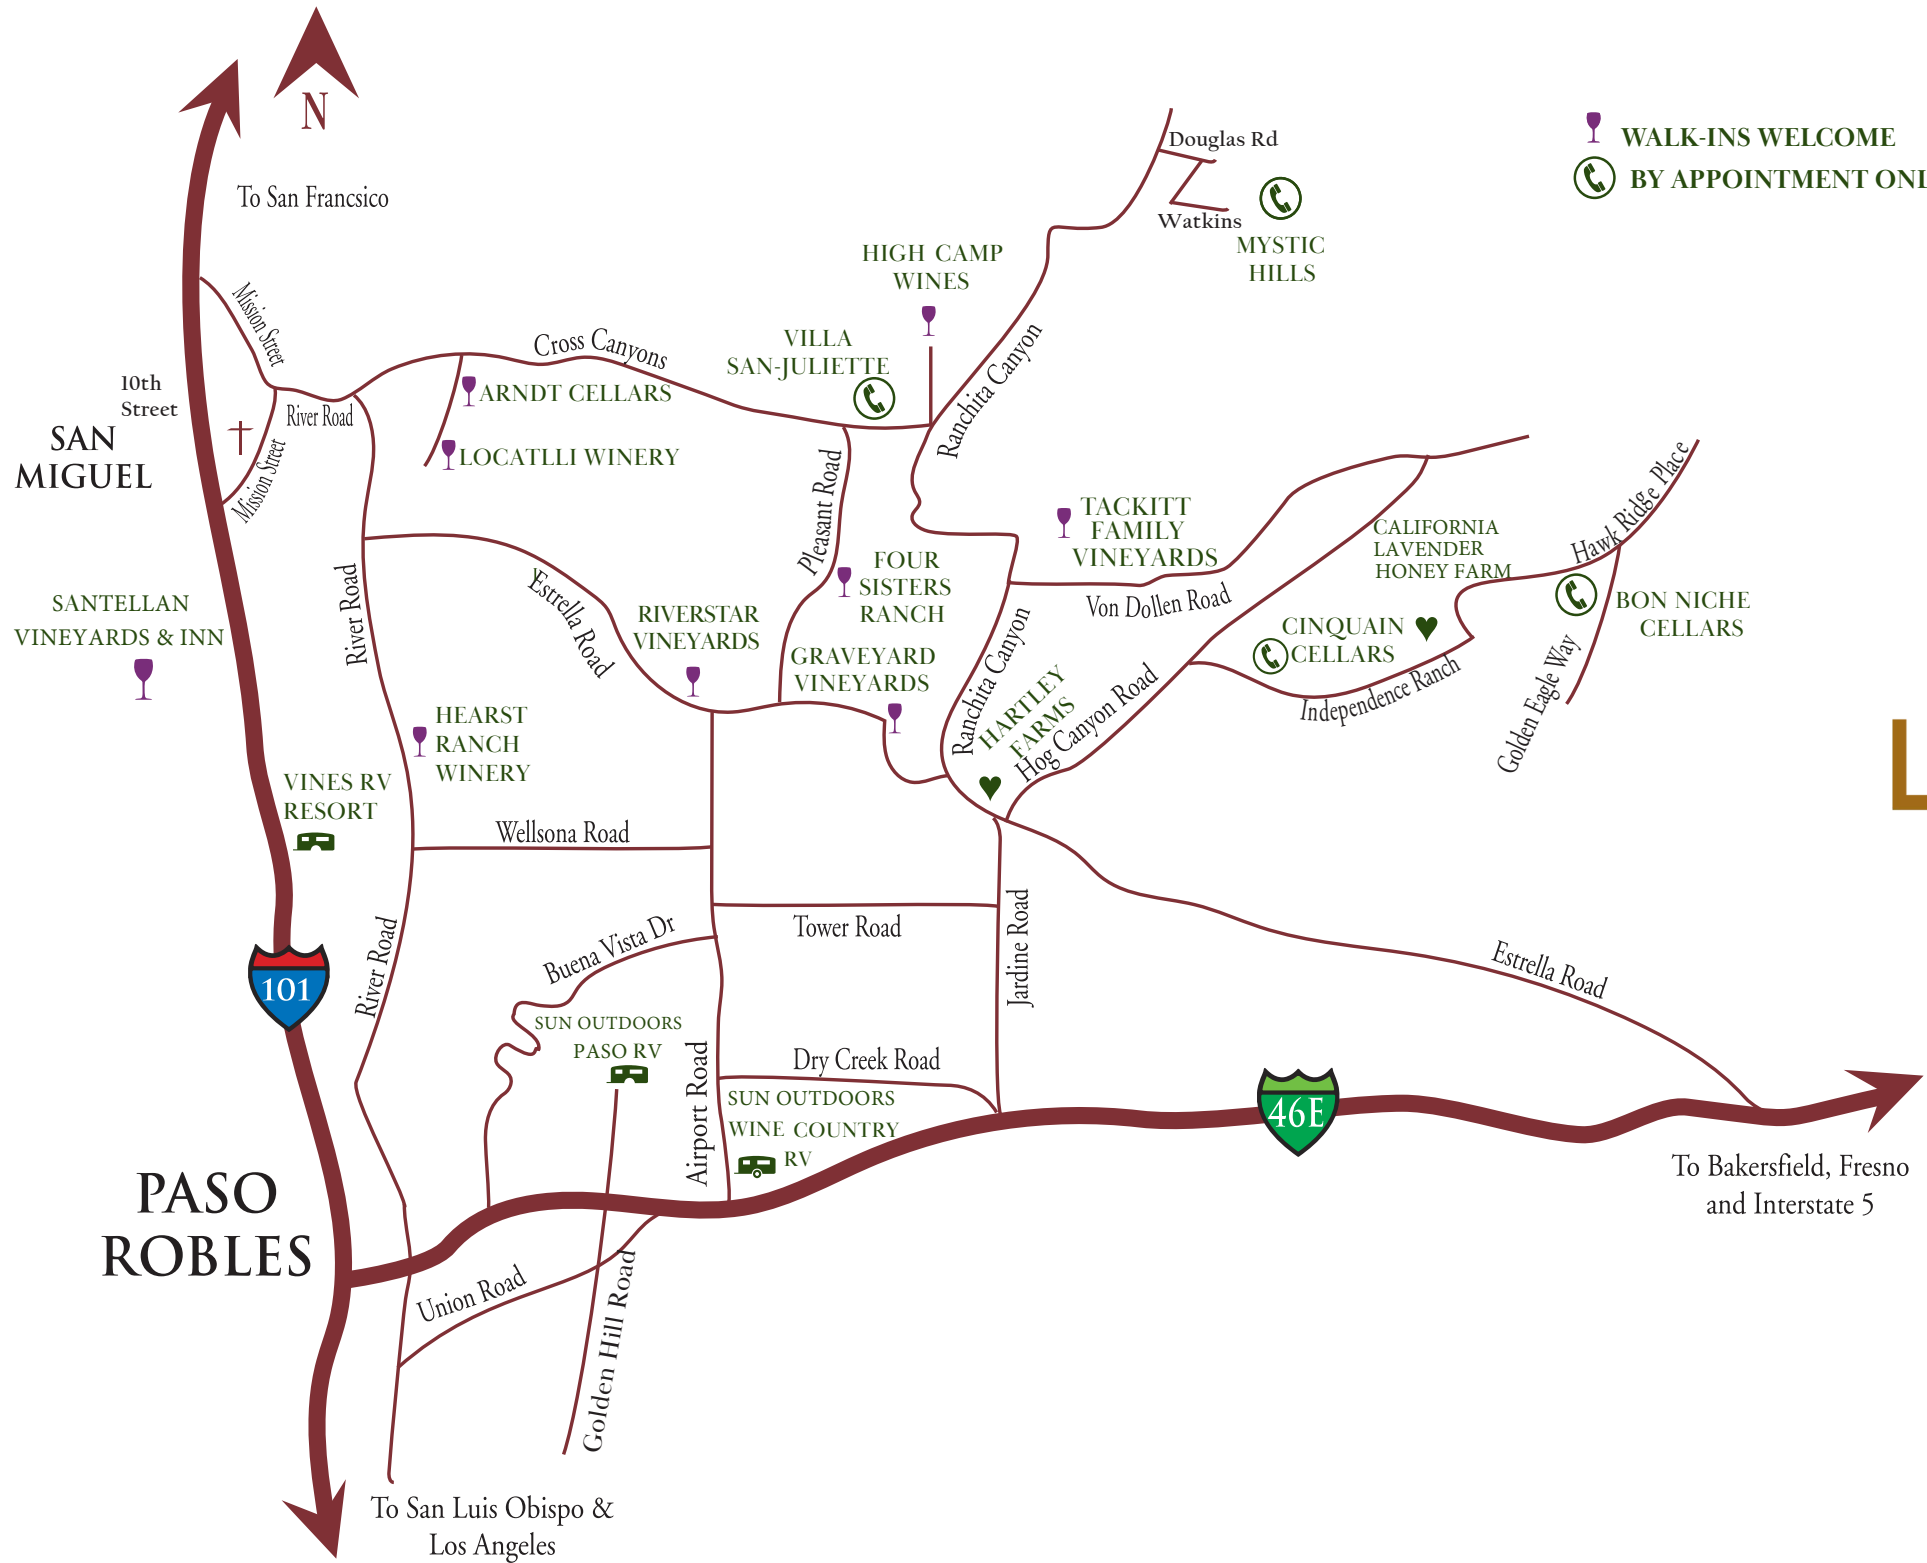 N
To San Francsico
Douglas Rd
Watkins
MYSTIC
HILLS
WALK-INS WELCOME
BY APPOINTMENT ONL
HIGH CAMP
WINES
VILLA
SAN-JULIETTE
Cross Canyons
Ranchita Canyon
Mission Street
10th
Street
River Road
SAN
MIGUEL
Mission Street
ARNDT CELLARS
LOCATLLI WINERY
Pleasant Road
TACKITT
FAMILY
VINEYARDS
Von Dollen Road
CALIFORNIA
LAVENDER
HONEY FARM
Hawk Ridge Place
FOUR
SISTERS
RANCH
Estrella Road
RIVERSTAR
VINEYARDS
GRAVEYARD
VINEYARDS
River Road
SANTELLAN
VINEYARDS & INN
CINQUAIN
CELLARS
BON NICHE
CELLARS
Independence Ranch
Golden Eagle Way
Ranchita Canyon
HARTLEY
FARMS
Hog Canyon Road
HEARST
RANCH
WINERY
VINES RV
RESORT
L
Wellsona Road
Tower Road
Jardine Road
Buena Vista Dr
River Road
101
SUN OUTDOORS
PASO RV
Airport Road
Dry Creek Road
SUN OUTDOORS
WINE COUNTRY
RV
Estrella Road
46E
To Bakersfield, Fresno
and Interstate 5
PASO
ROBLES
Union Road
Golden Hill Road
To San Luis Obispo &
Los Angeles